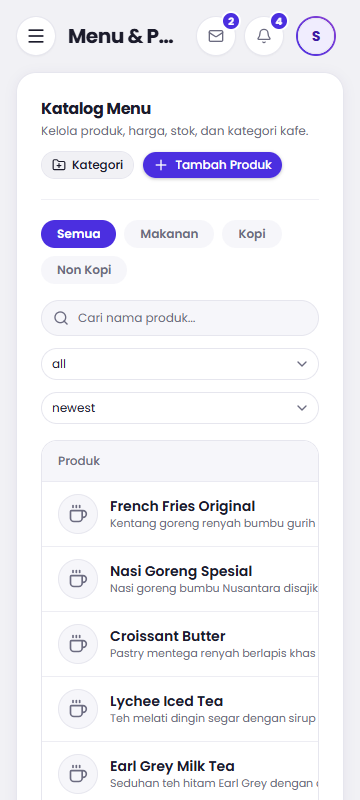 Menu & P...
2
4
S
Katalog Menu
Kelola produk, harga, stok, dan kategori kafe.
Kategori
Tambah Produk
Semua
Makanan
Kopi
Non Kopi
Cari nama produk...
all
newest
Produk
French Fries Original
Kentang goreng renyah bumbu gurih
Nasi Goreng Spesial
Nasi goreng bumbu Nusantara disajik
Croissant Butter
Pastry mentega renyah berlapis khas
Lychee Iced Tea
Teh melati dingin segar dengan sirup
Earl Grey Milk Tea
Seduhan teh hitam Earl Grey dengan